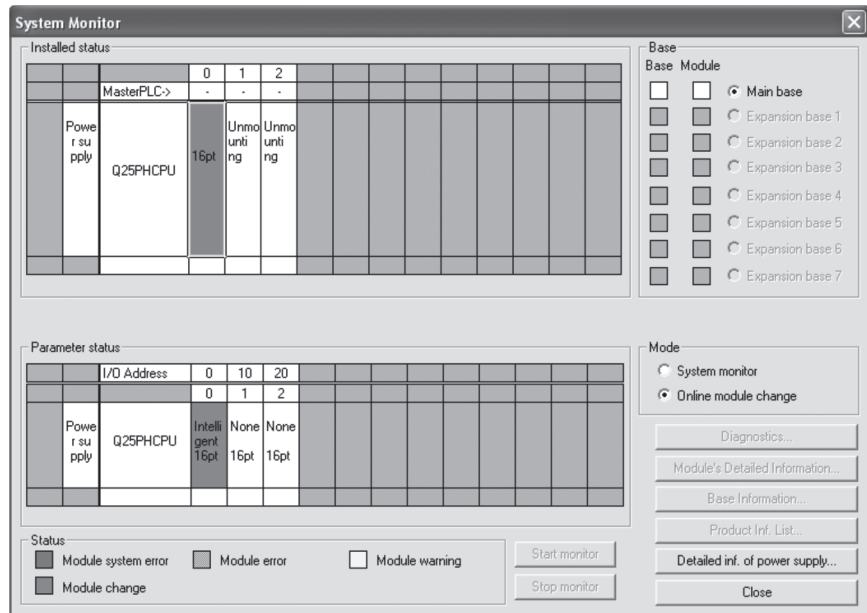 System Monitor
Installed status
0 1 2
MasterPLC-> - - -
Powe
r su
pply
Q25PHCPU
16pt
Unmo
unti
ng
Unmo
unti
ng
Base
Base Module
Main base
Expansion base 1
Expansion base 2
Expansion base 3
Expansion base 4
Expansion base 5
Expansion base 6
Expansion base 7
Parameter status
I/O Address 0 10 20
0 1 2
Powe
r su
pply
Q25PHCPU
Intelli
gent
16pt
None
16pt
None
16pt
Mode
System monitor
Online module change
Diagnostics...
Module's Detailed Information...
Base Information...
Product Inf. List...
Detailed inf. of power supply...
Close
Status
Module system error
Module error
Module warning
Module change
Start monitor
Stop monitor